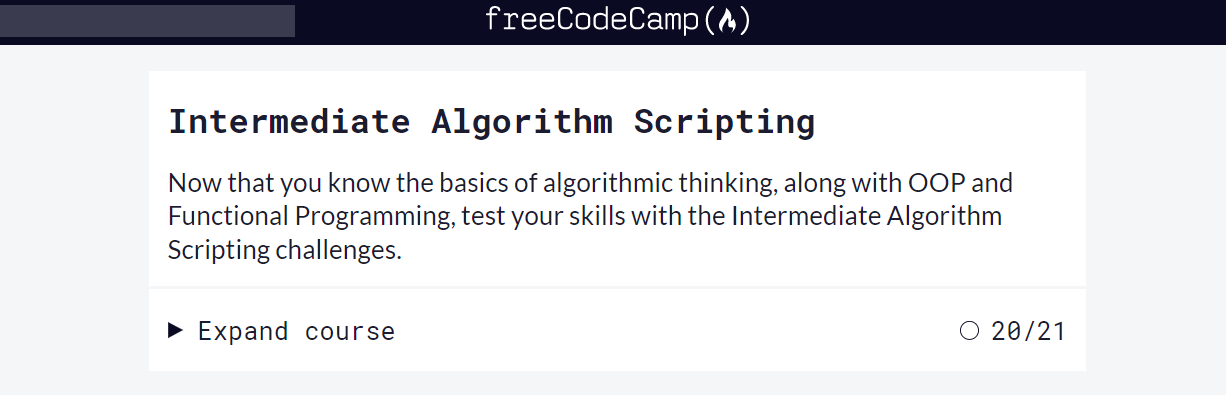 freeCodeCamp(🔥)
Intermediate Algorithm Scripting
Now that you know the basics of algorithmic thinking, along with OOP and
Functional Programming, test your skills with the Intermediate Algorithm
Scripting challenges.
Expand course 20/21